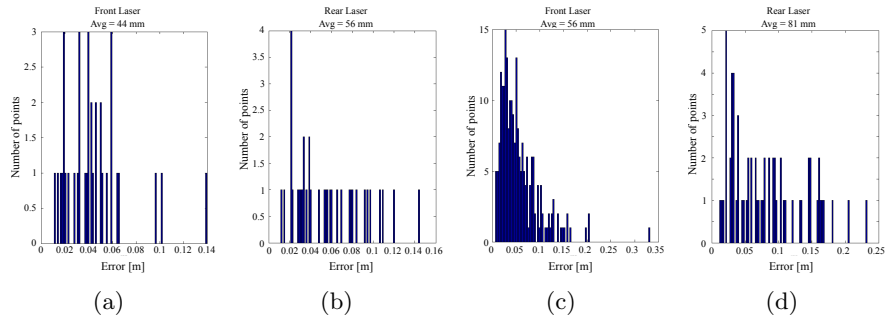 Front Laser
Avg = 44 mm
Number of points
3
2
1
0
0 0.02 0.04 0.06 0.08 0.1 0.12 0.14
Error [m]
(a)
Rear Laser
Avg = 56 mm
Number of points
4
3.5
3
2.5
2
1.5
1
0.5
0
0 0.02 0.04 0.06 0.08 0.1 0.12 0.14 0.16
Error [m]
(b)
Front Laser
Avg = 56 mm
Number of points
15
10
5
0
0 0.05 0.1 0.15 0.2 0.25 0.3 0.35
Error [m]
(c)
Rear Laser
Avg = 81 mm
Number of points
5
4
3
2
1
0
0 0.05 0.1 0.15 0.2 0.25
Error [m]
(d)